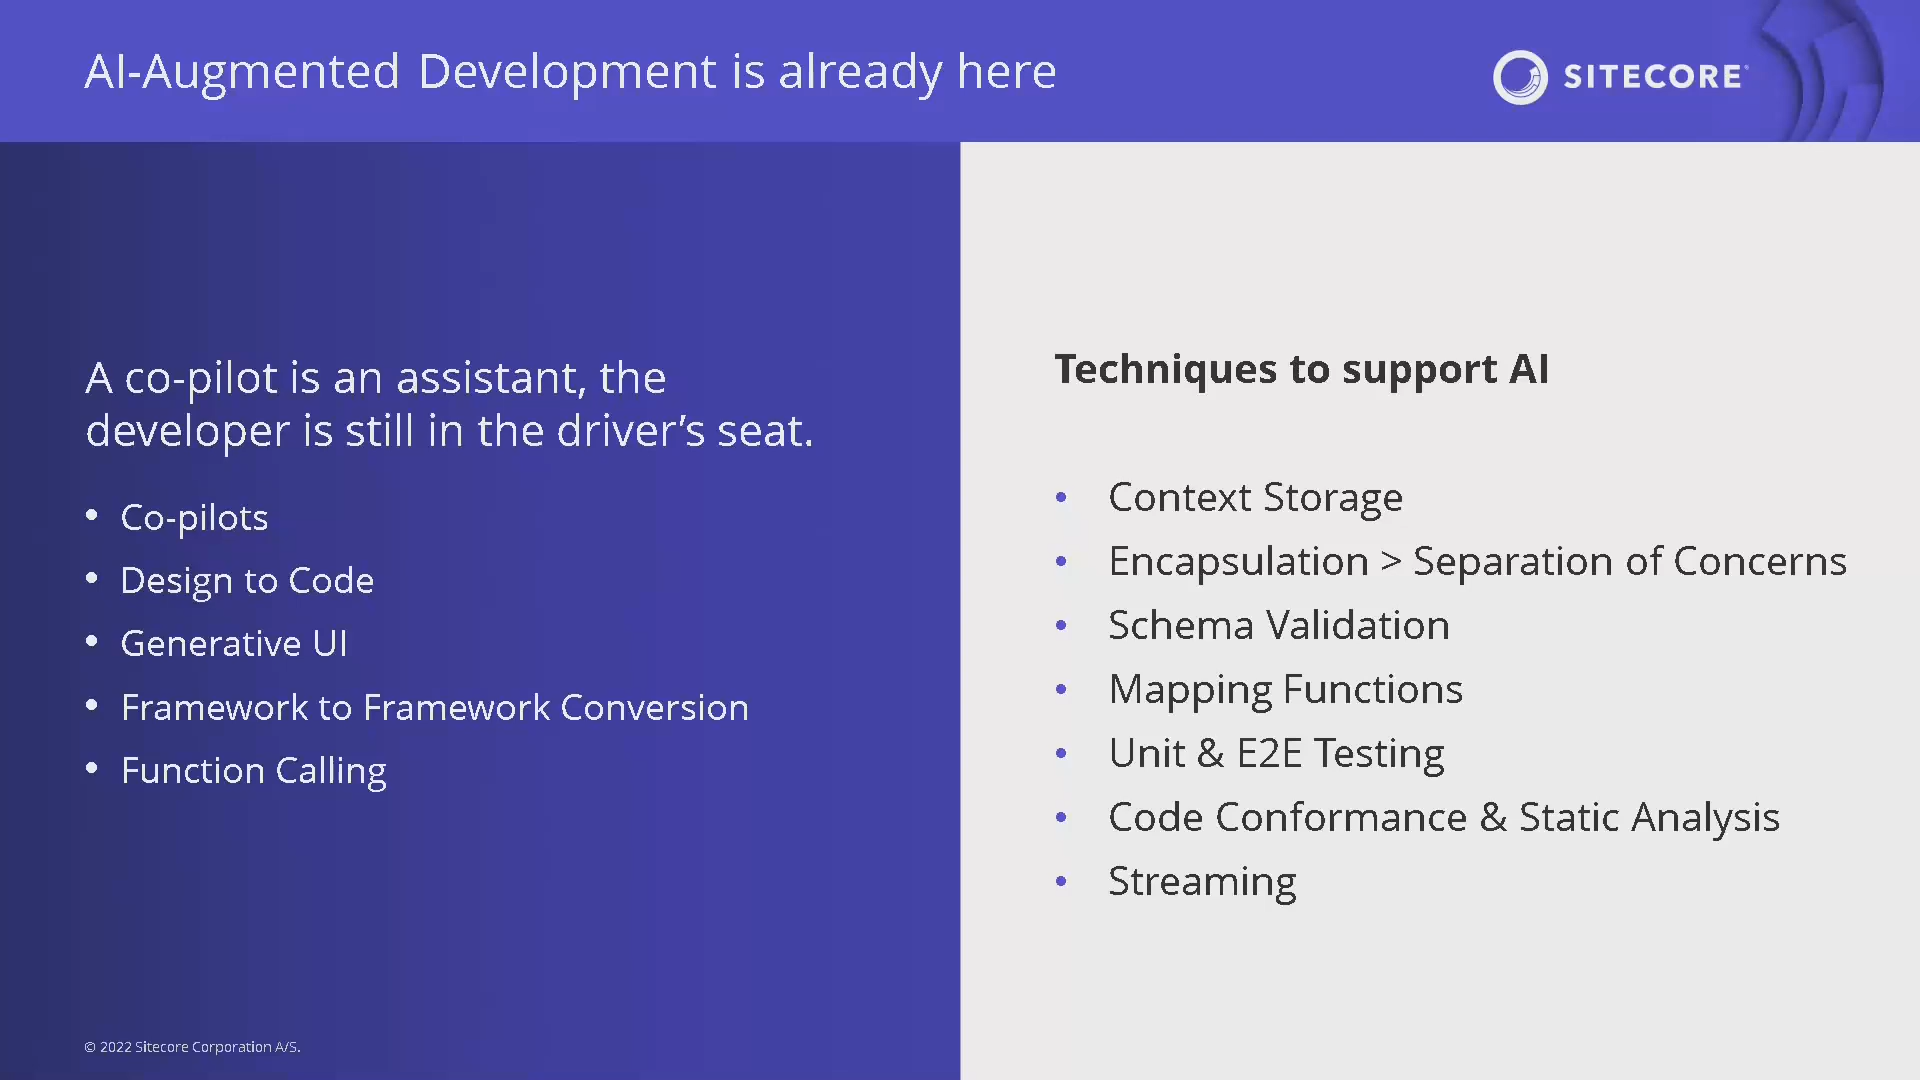 AI-Augmented Development is already here
SITECORE
A co-pilot is an assistant, the
developer is still in the driver’s seat.
• Co-pilots
• Design to Code
• Generative UI
• Framework to Framework Conversion
• Function Calling
Techniques to support AI
• Context Storage
• Encapsulation > Separation of Concerns
• Schema Validation
• Mapping Functions
• Unit & E2E Testing
• Code Conformance & Static Analysis
• Streaming
© 2022 Sitecore Corporation A/S.